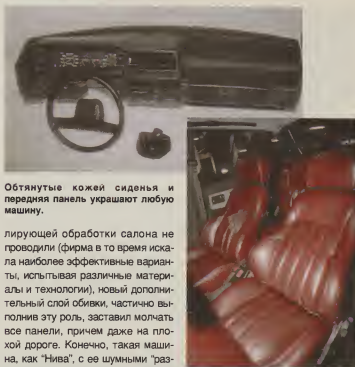 Обтянутые кожей сиденья и
передняя панель украшают любую
машину.
лирующей обработки салона не
проводили (фирма в то время иска-
ла наиболее эффективные вариан-
ты, испытывая различные матери-
алы и технологии), новый дополни-
тельный слой обивки, частично вы-
полнив эту роль, заставил молчать
все панели, причем даже на пло-
хой дороге. Конечно, такая маши-
на, как "Нива", с ее шумными "раз-